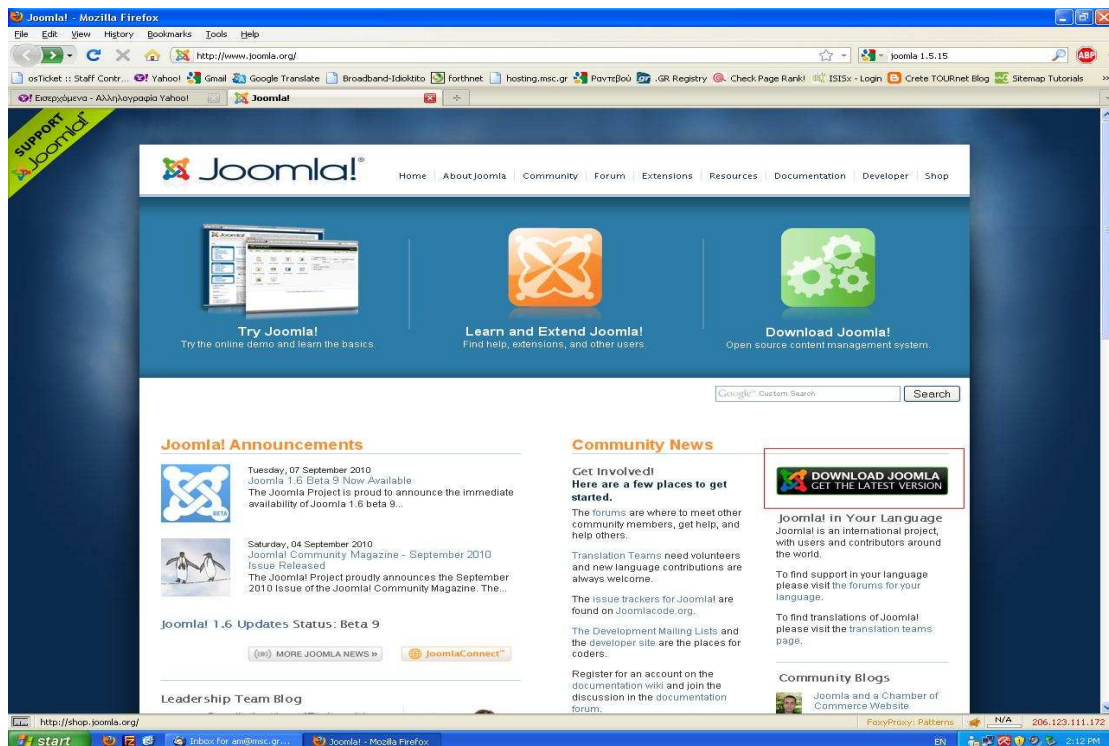 Joomla! - Mozilla Firefox
File Edit View History Bookmarks Tools Help
http://www.joomla.org/
joomla 1.5.15
ABP
osTicket :: Staff Contr... Yahoo! Gmail Google Translate Broadband-Idioktito forthnet hosting.msc.gr Ραντεβού .GR Registry Check Page Rank! ISISx - Login Crete TOURnet Blog Sitemap Tutorials »
Εισερχόμενα - Αλληλογραφία Yahoo! Joomla!
SUPPORT
Joomla!
Joomla!®
Home About Joomla Community Forum Extensions Resources Documentation Developer Shop
Try Joomla!
Try the online demo and learn the basics.
Learn and Extend Joomla!
Find help, extensions, and other users.
Download Joomla!
Open source content management system.
Google™ Custom Search Search
Joomla! Announcements
BETA
Tuesday, 07 September 2010
Joomla 1.6 Beta 9 Now Available
The Joomla Project is proud to announce the immediate
availability of Joomla 1.6 beta 9...
Saturday, 04 September 2010
Joomla! Community Magazine - September 2010
Issue Released
The Joomla! Project proudly announces the September
2010 Issue of the Joomla! Community Magazine. The...
Joomla! 1.6 Updates Status: Beta 9
MORE JOOMLA NEWS »
JoomlaConnect™
Leadership Team Blog
Community News
Get Involved!
Here are a few places to get
started.
The forums are where to meet other
community members, get help, and
help others.
Translation Teams need volunteers
and new language contributions are
always welcome.
The issue trackers for Joomla! are
found on Joomlacode.org.
The Development Mailing Lists and
the developer site are the places for
coders.
Register for an account on the
documentation wiki and join the
discussion in the documentation
forum.
DOWNLOAD JOOMLA
GET THE LATEST VERSION
Joomla! in Your Language
Joomla! is an international project,
with users and contributors around
the world.
To find support in your language
please visit the forums for your
language.
To find translations of Joomla!
please visit the translation teams
page.
Community Blogs
Joomla and a Chamber of
Commerce Website
http://shop.joomla.org/
FoxyProxy: Patterns N/A 206.123.111.172
start Inbox for am@msc.gr... Joomla! - Mozilla Firefox EN 2:12 PM